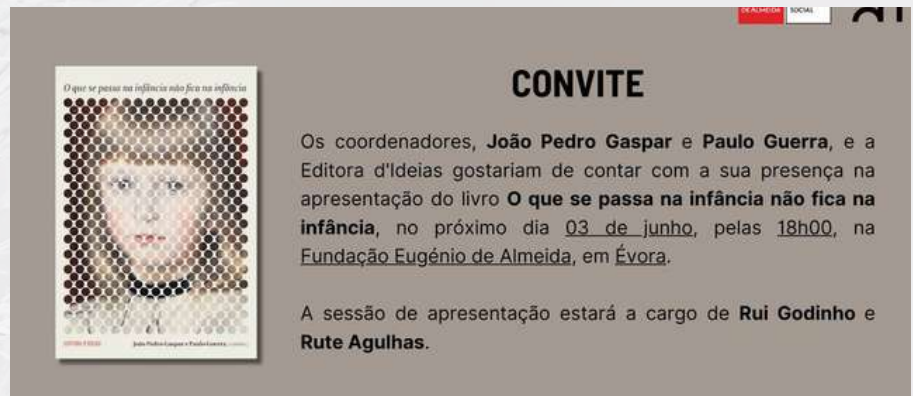 DE ALMEIDA
SOCIAL
CONVITE
O que se passa na infância não fica na infância
Os coordenadores, João Pedro Gaspar e Paulo Guerra, e a
Editora d'Ideias gostariam de contar com a sua presença na
apresentação do livro O que se passa na infância não fica na
infância, no próximo dia 03 de junho, pelas 18h00, na
Fundação Eugénio de Almeida, em Évora.
A sessão de apresentação estará a cargo de Rui Godinho e
Rute Agulhas.
João Pedro Gaspar e Paulo Guerra